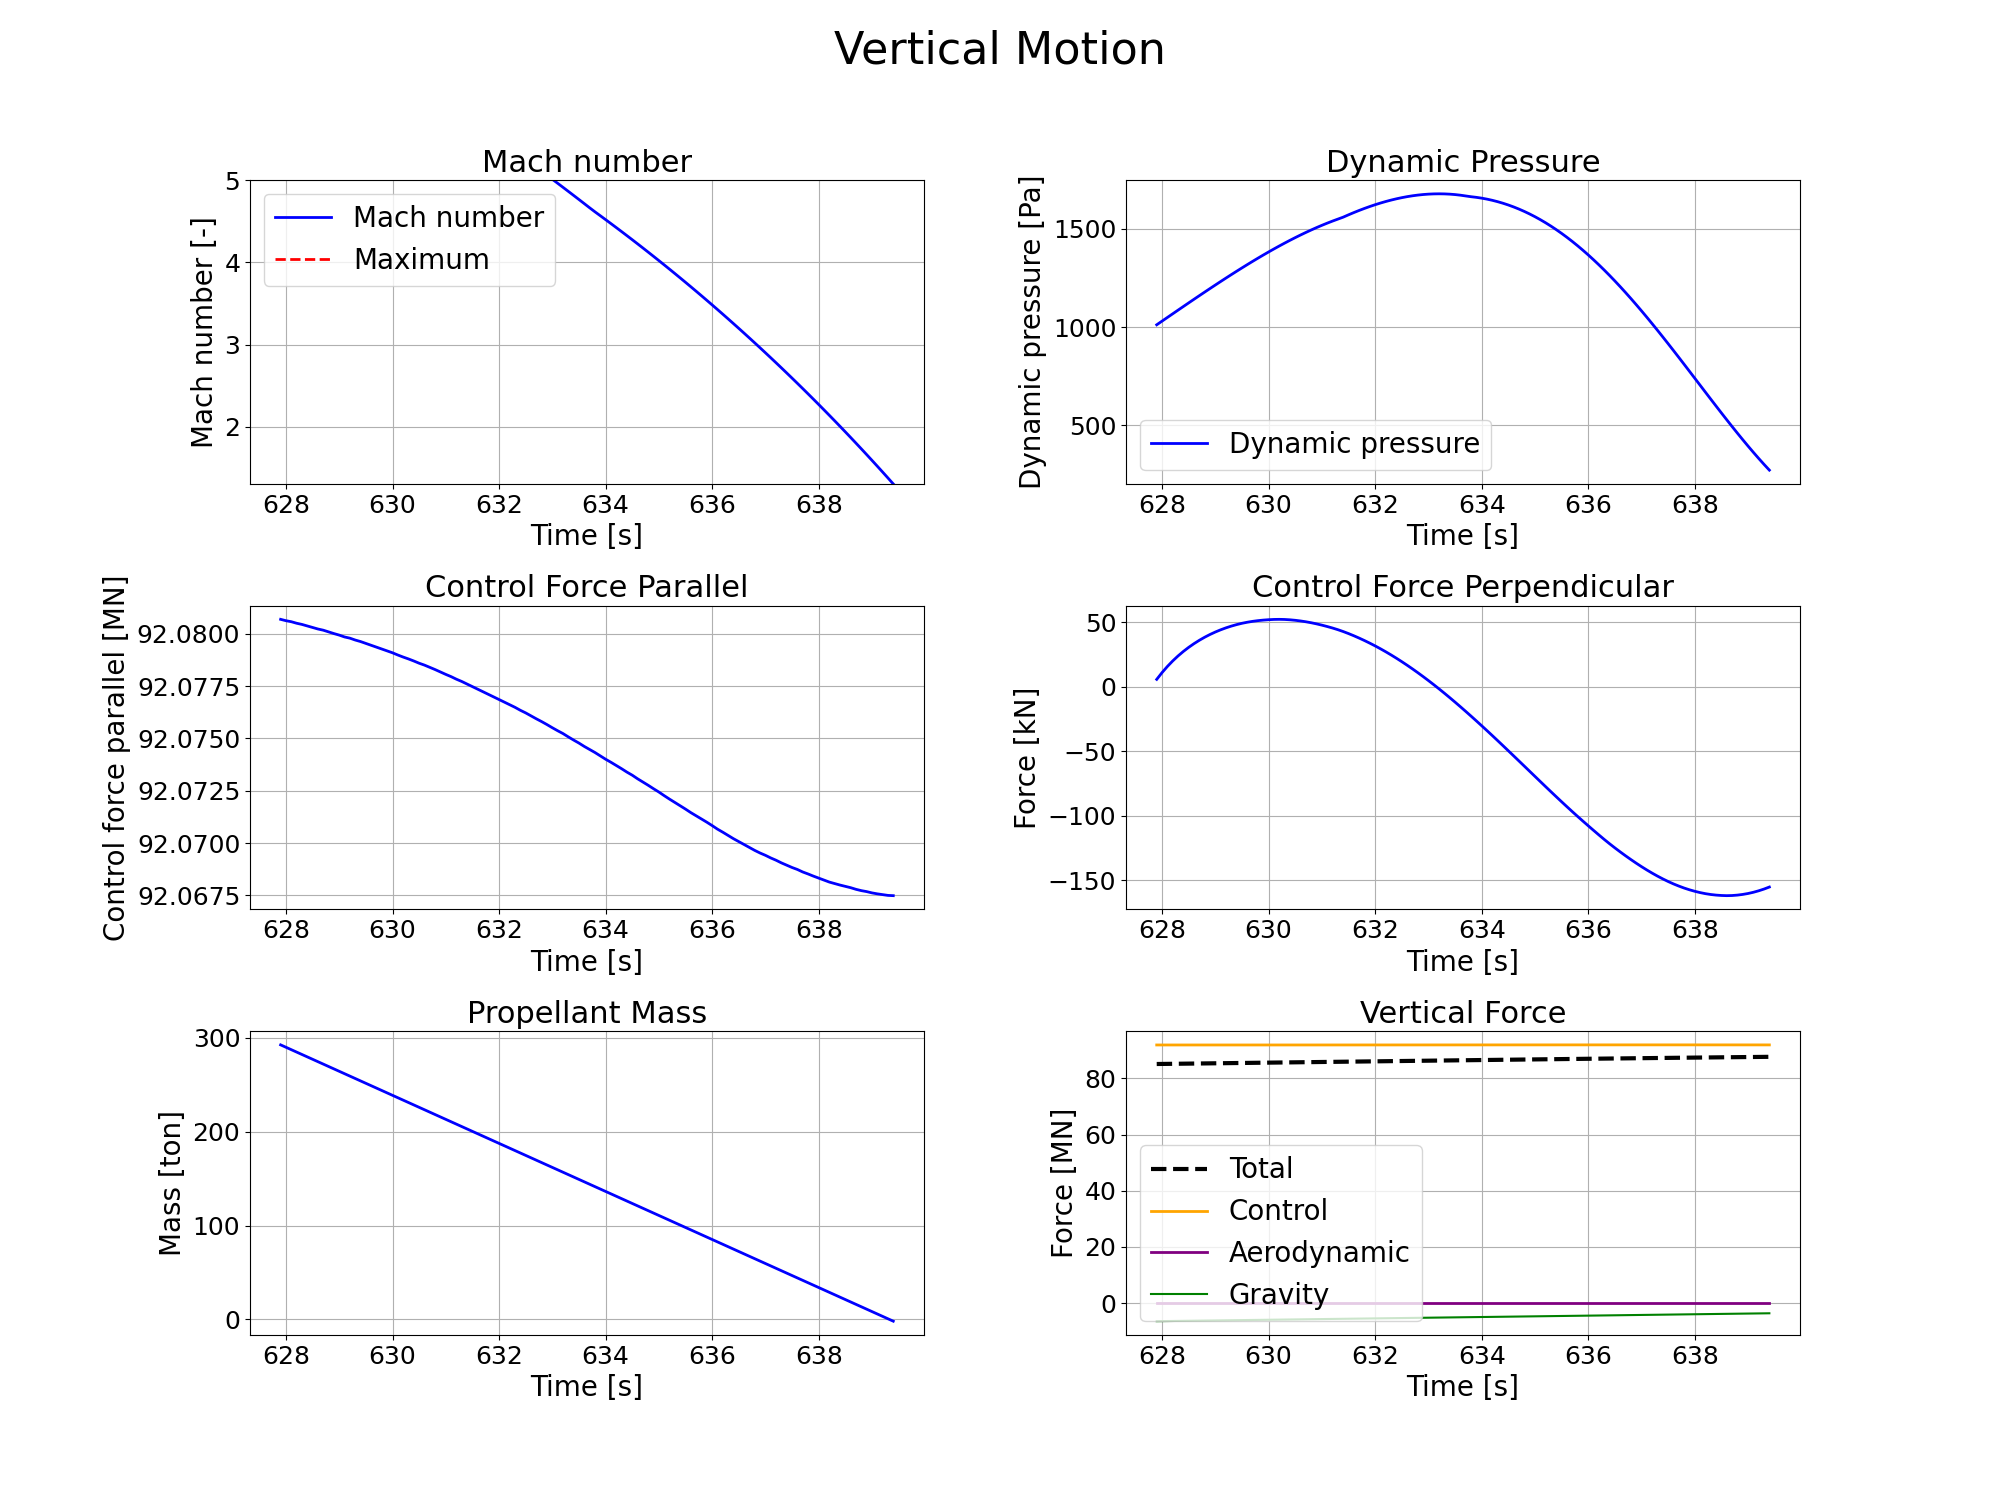 Vertical Motion
Mach number
Mach number [-]
5
4
3
2
Mach number
Maximum
628 630 632 634 636 638
Time [s]
Dynamic Pressure
Dynamic pressure [Pa]
1500
1000
500
Dynamic pressure
628 630 632 634 636 638
Time [s]
Control Force Parallel
Control force parallel [MN]
92.0800
92.0775
92.0750
92.0725
92.0700
92.0675
628 630 632 634 636 638
Time [s]
Control Force Perpendicular
Force [kN]
50
0
−50
−100
−150
628 630 632 634 636 638
Time [s]
Propellant Mass
Mass [ton]
300
200
100
0
628 630 632 634 636 638
Time [s]
Vertical Force
Force [MN]
80
60
40
20
0
Total
Control
Aerodynamic
Gravity
628 630 632 634 636 638
Time [s]